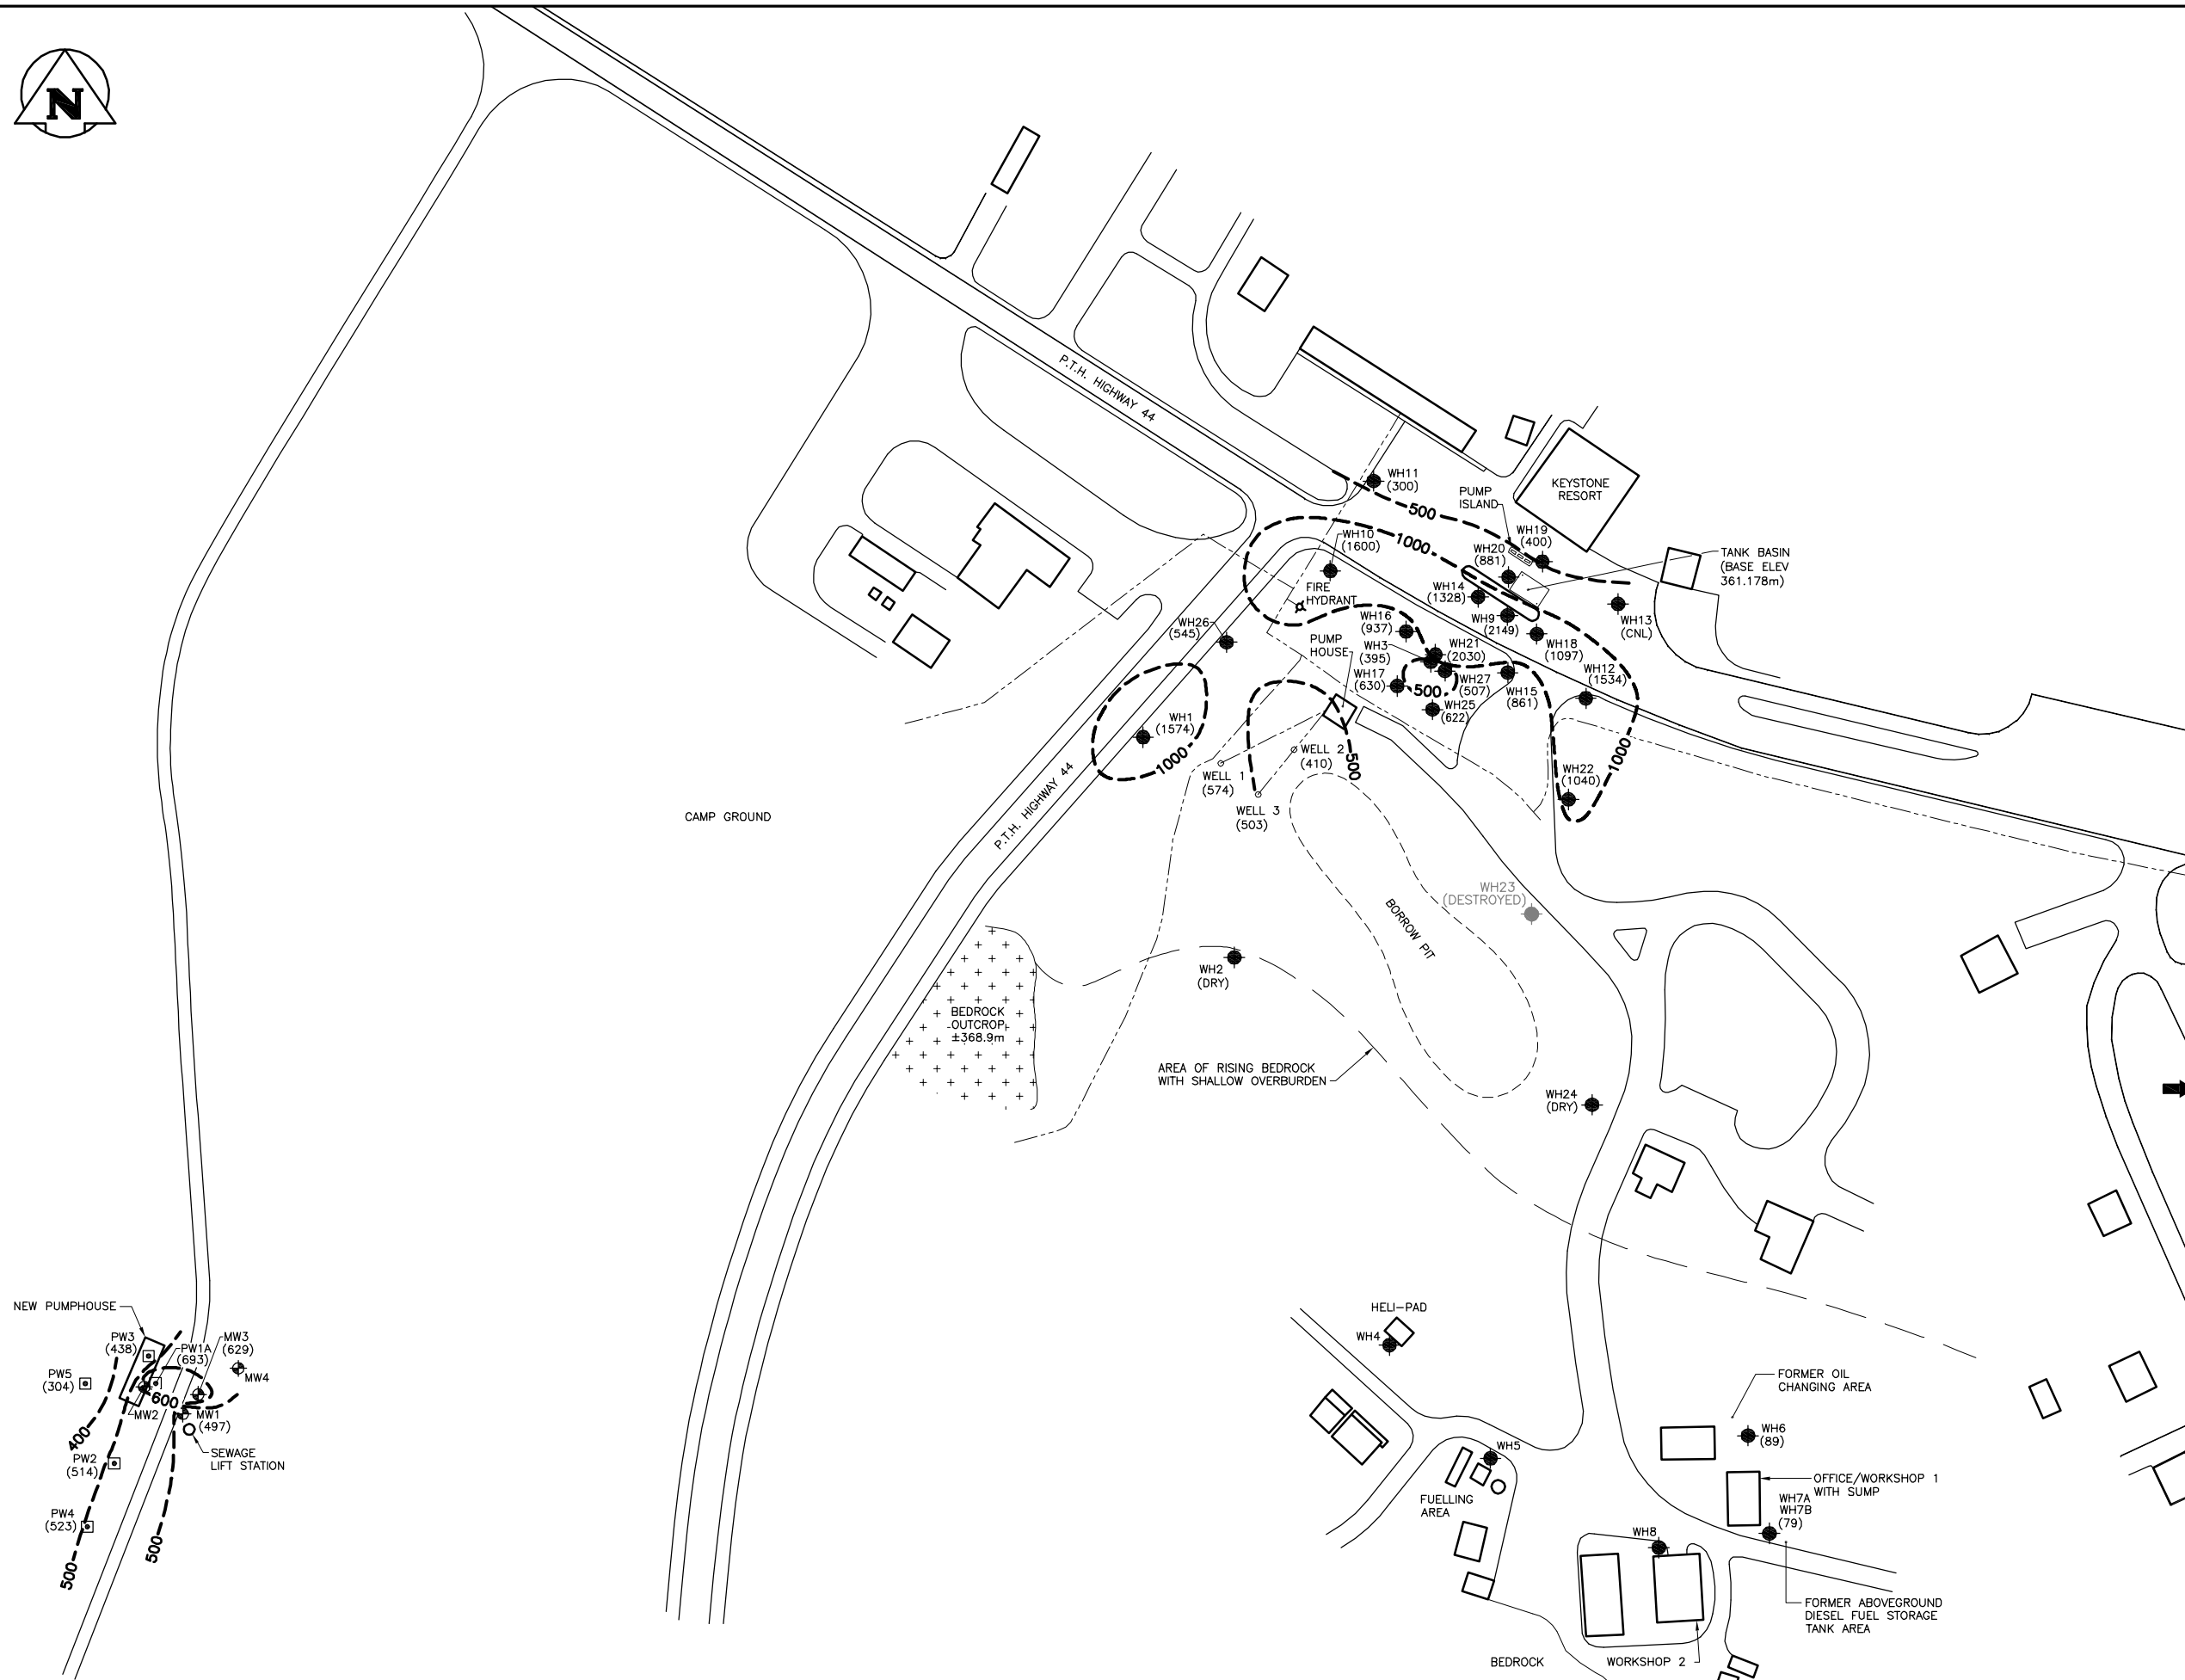 N
P.T.H. HIGHWAY 44
WH11
(300)
KEYSTONE
RESORT
PUMP
ISLAND
500
WH19
(400)
WH10
(1600)
1000
WH20
(881)
TANK BASIN
(BASE ELEV
361.178m)
WH14
(1328)
FIRE
HYDRANT
WH9
(2149)
WH13
(CNL)
WH26
(545)
WH16
(937)
PUMP
HOUSE
WH3
(395)
WH21
(2030)
WH18
(1097)
WH17
(630)
500
WH27
(507)
WH15
(861)
WH12
(1534)
WH25
(622)
WH1
(1574)
1000
WELL 2
(410)
500
1000
WELL 1
(574)
WH22
(1040)
WELL 3
(503)
P.T.H. HIGHWAY 44
CAMP GROUND
WH23
(DESTROYED)
BORROW PIT
WH2
(DRY)
BEDROCK
OUTCROP
±368.9m
AREA OF RISING BEDROCK
WITH SHALLOW OVERBURDEN
WH24
(DRY)
NEW PUMPHOUSE
HELI-PAD
WH4
PW3
(438)
PW1A
(693)
MW3
(629)
MW4
PW5
(304)
600
MW2
MW1
(497)
400
SEWAGE
LIFT STATION
PW2
(514)
PW4
(523)
500
500
FORMER OIL
CHANGING AREA
WH6
(89)
WH5
FUELLING
AREA
OFFICE/WORKSHOP 1
WITH SUMP
WH7A
WH7B
(79)
WH8
FORMER ABOVEGROUND
DIESEL FUEL STORAGE
TANK AREA
BEDROCK
WORKSHOP 2